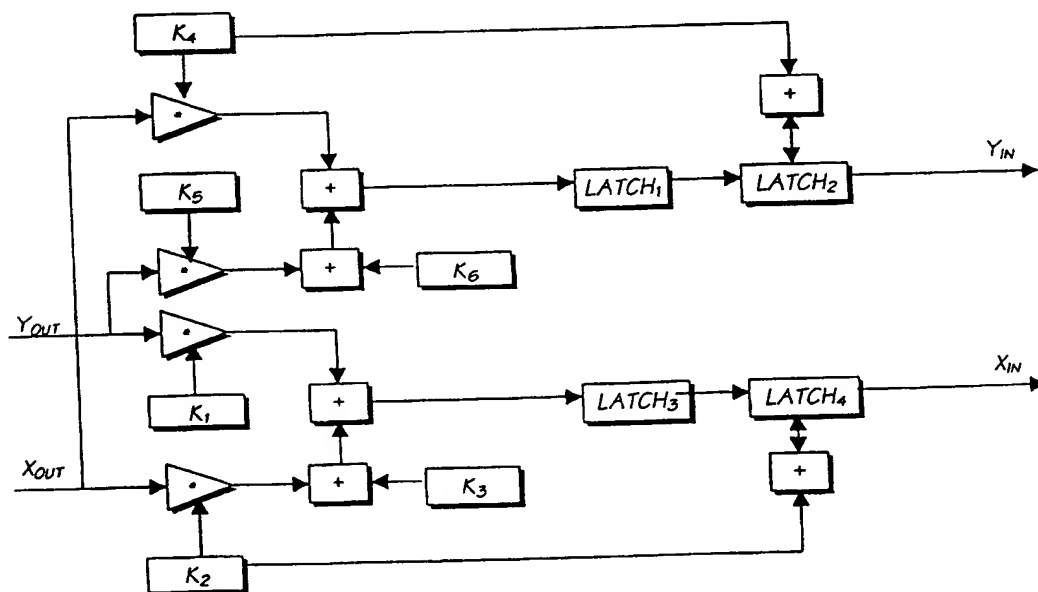 K4
+
K5
+
LATCH1
LATCH2
YIN
+
K6
YOUT
K1
+
LATCH3
LATCH4
XIN
XOUT
+
K3
+
K2